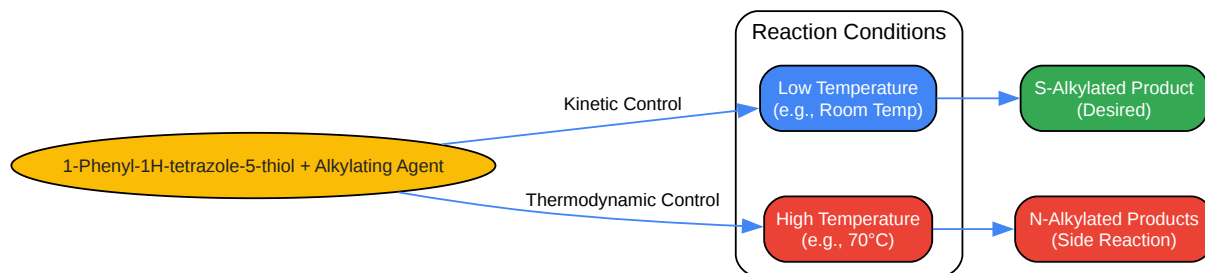 Reaction Conditions
Low Temperature
(e.g., Room Temp)
S-Alkylated Product
(Desired)
Kinetic Control
1-Phenyl-1H-tetrazole-5-thiol + Alkylating Agent
Thermodynamic Control
High Temperature
(e.g., 70°C)
N-Alkylated Products
(Side Reaction)